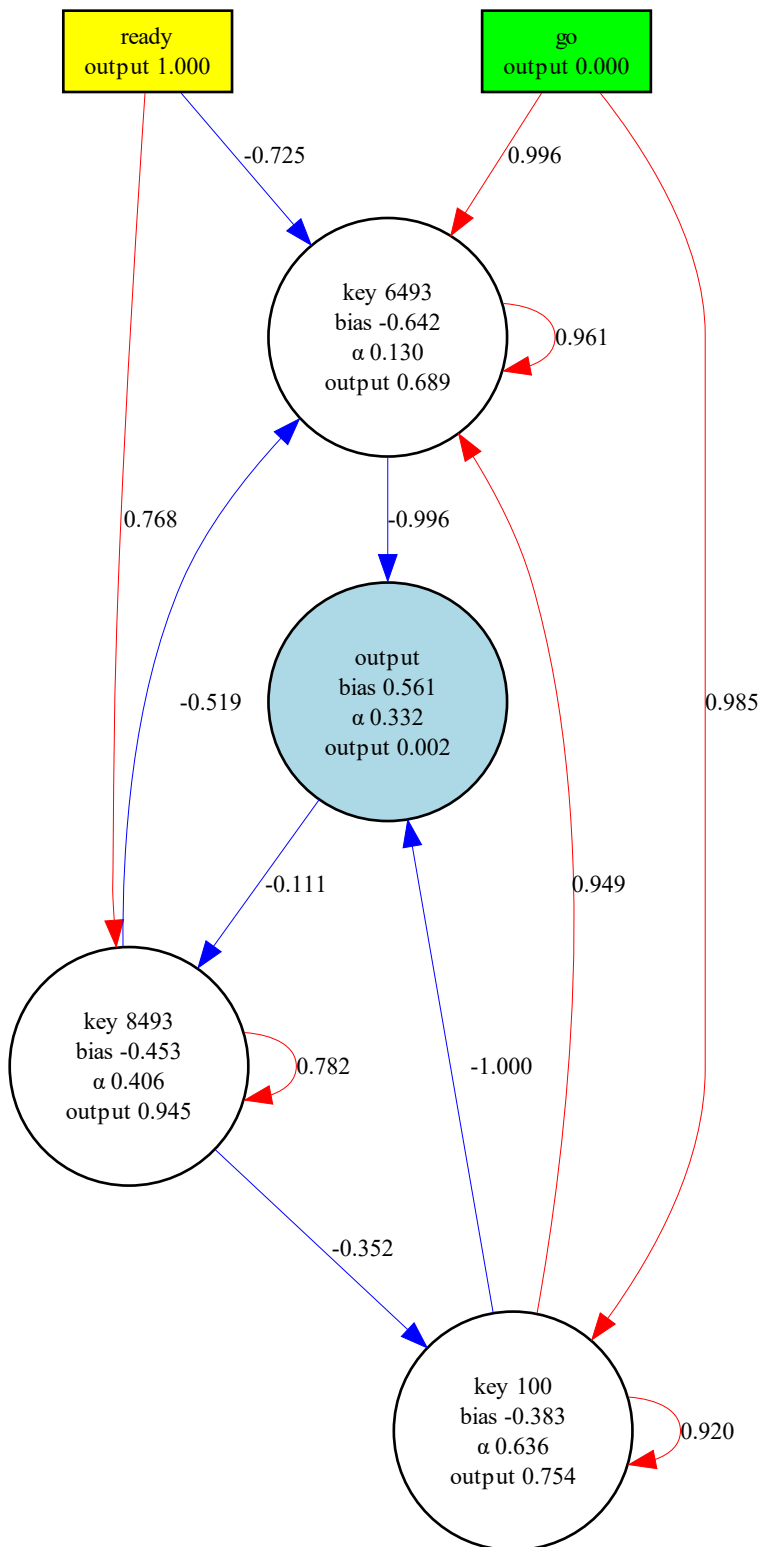 ready
output 1.000
go
output 0.000
-0.725
0.996
key 6493
bias -0.642
α 0.130
output 0.689
0.961
0.768
-0.996
-0.519
output
bias 0.561
α 0.332
output 0.002
0.985
-0.111
0.949
key 8493
bias -0.453
α 0.406
output 0.945
0.782
-1.000
-0.352
key 100
bias -0.383
α 0.636
output 0.754
0.920